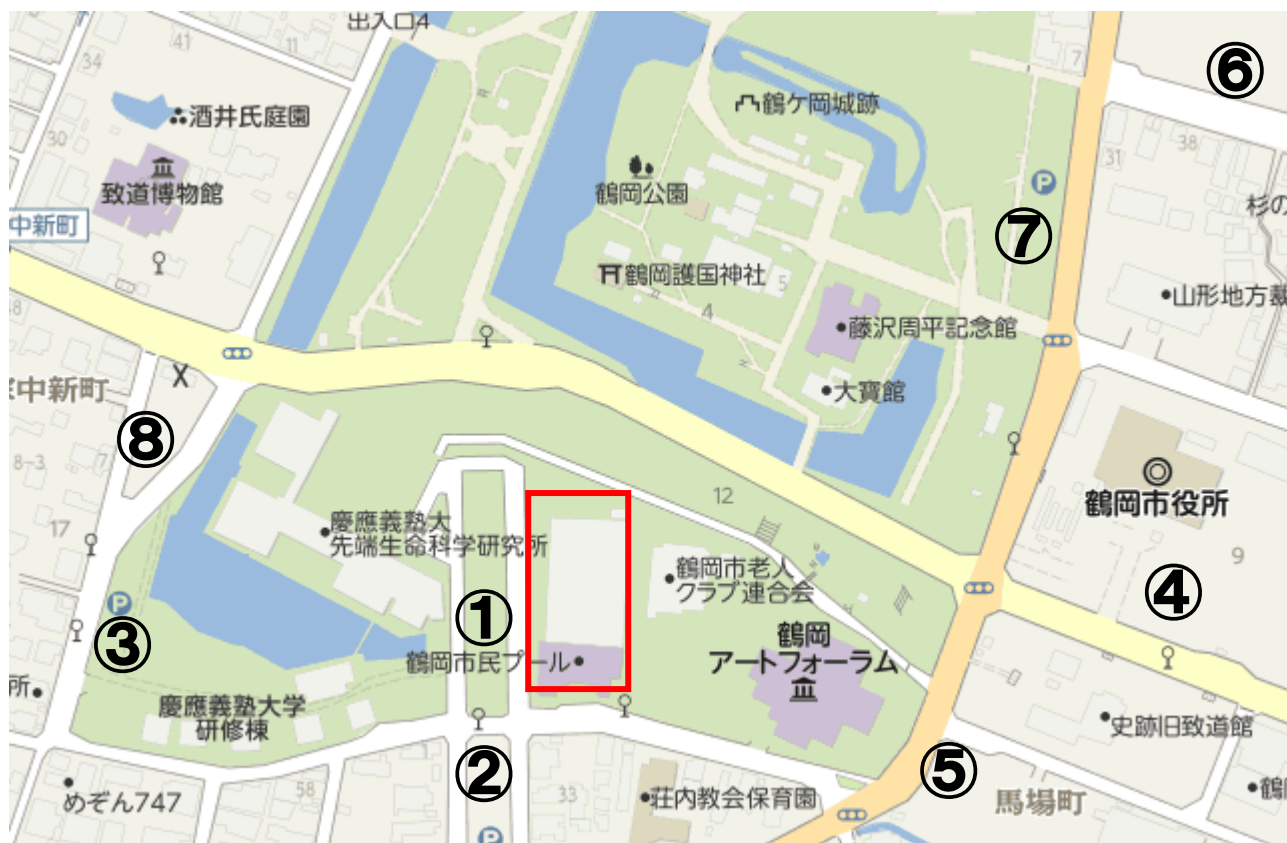 出入口4
41
11
34
7
⑥
酒井氏庭園
鶴ケ岡城跡
30
38
31
致道博物館
鶴岡公園
P
杉の
中新町
⑦
鶴岡護国神社
5
4
山形地方裁
藤沢周平記念館
大寶館
中新町
X
⑧
8-3
7
17
12
鶴岡市役所
9
慶應義塾大
先端生命科学研究所
鶴岡市老人
クラブ連合会
P
①
③
④
鶴岡市民プール
鶴岡
アートフォーラム
所
慶應義塾大学
研修棟
史跡旧致道館
②
⑤
めぞん747
58
33
荘内教会保育園
馬場町
鶴
P